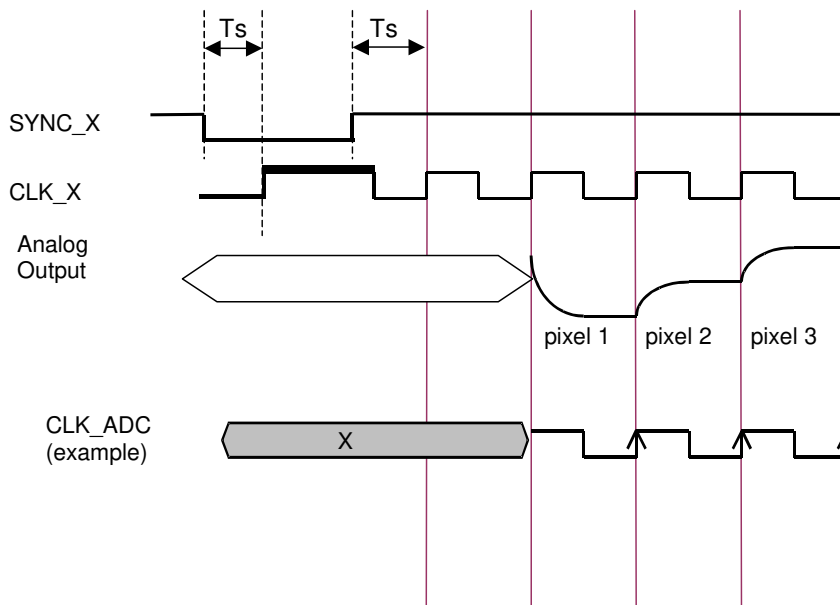 Ts Ts
SYNC_X
CLK_X
Analog
Output
pixel 1 pixel 2 pixel 3
CLK_ADC
(example)
X